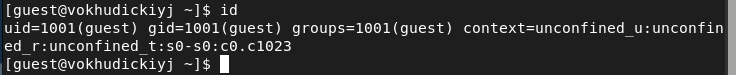 [guest@vokhudickiyj ~]$ id
uid=1001(guest) gid=1001(guest) groups=1001(guest) context=unconfined_u:unconfin
ed_r:unconfined_t:s0-s0:c0.c1023
[guest@vokhudickiyj ~]$